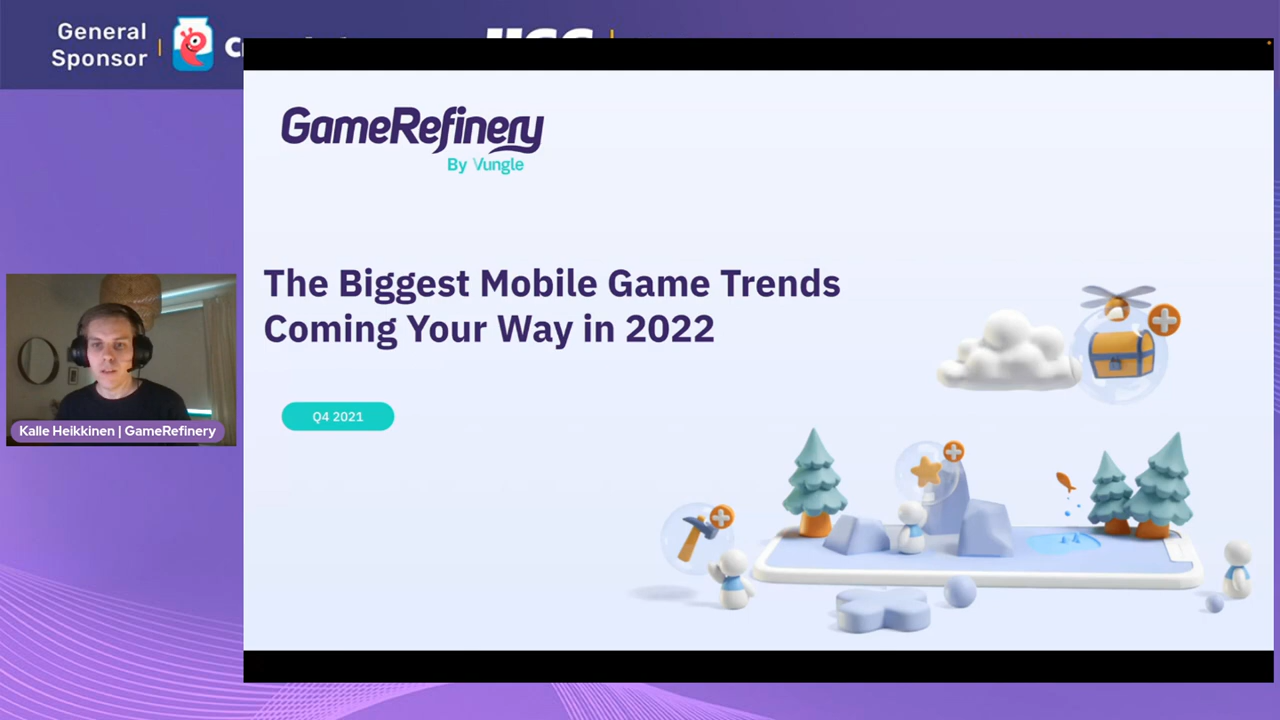 General
Sponsor
GameRefinery
By Vungle
The Biggest Mobile Game Trends
Coming Your Way in 2022
Q4 2021
Kalle Heikkinen | GameRefinery